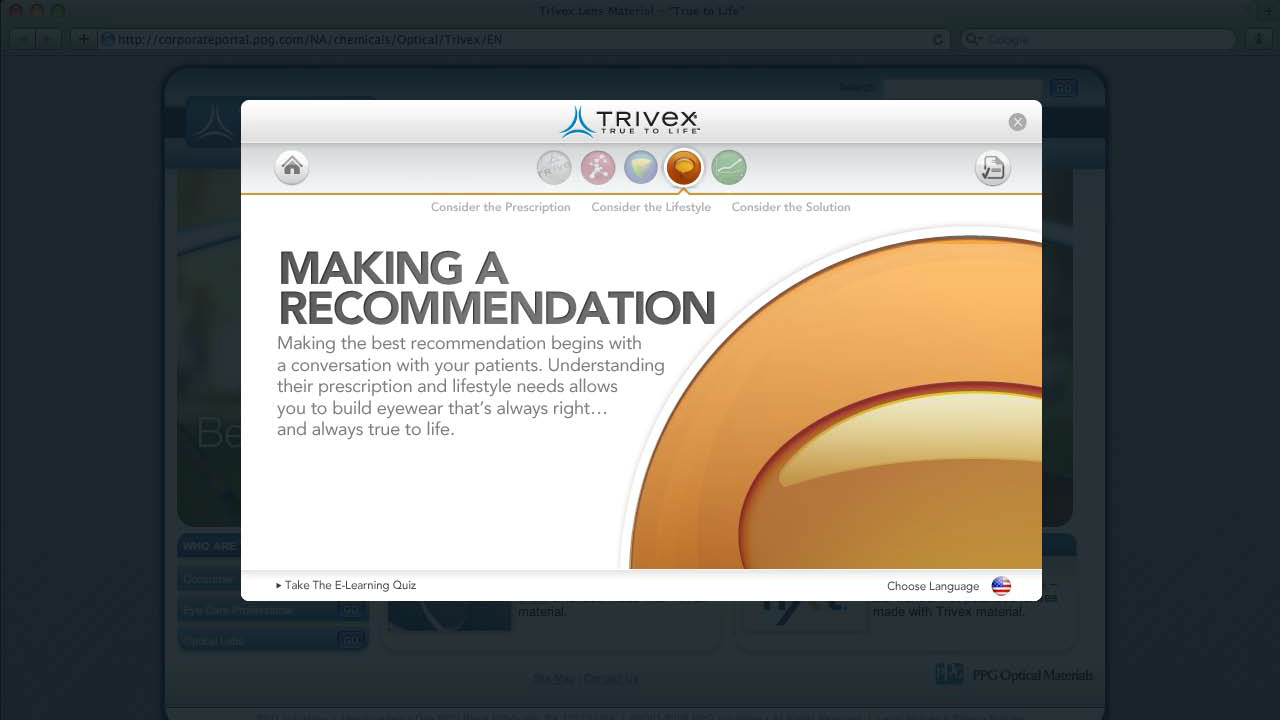 Trivex Lens Material – "True to Life"
http://corporateportal.ppg.com/NA/chemicals/Optical/Trivex/EN
Google
Search
GO
TRIVEX
TRUE TO LIFE
Consider the Prescription
Consider the Lifestyle
Consider the Solution
MAKING A
RECOMMENDATION
Making the best recommendation begins with
a conversation with your patients. Understanding
their prescription and lifestyle needs allows
you to build eyewear that's always right…
and always true to life.
Be
WHO ARE
Take The E-Learning Quiz
Choose Language
Consumer
Eye Care Professional
GO
Optical Labs
GO
material.
made with Trivex material.
Site Map | Contact Us
PPG
PPG Optical Materials